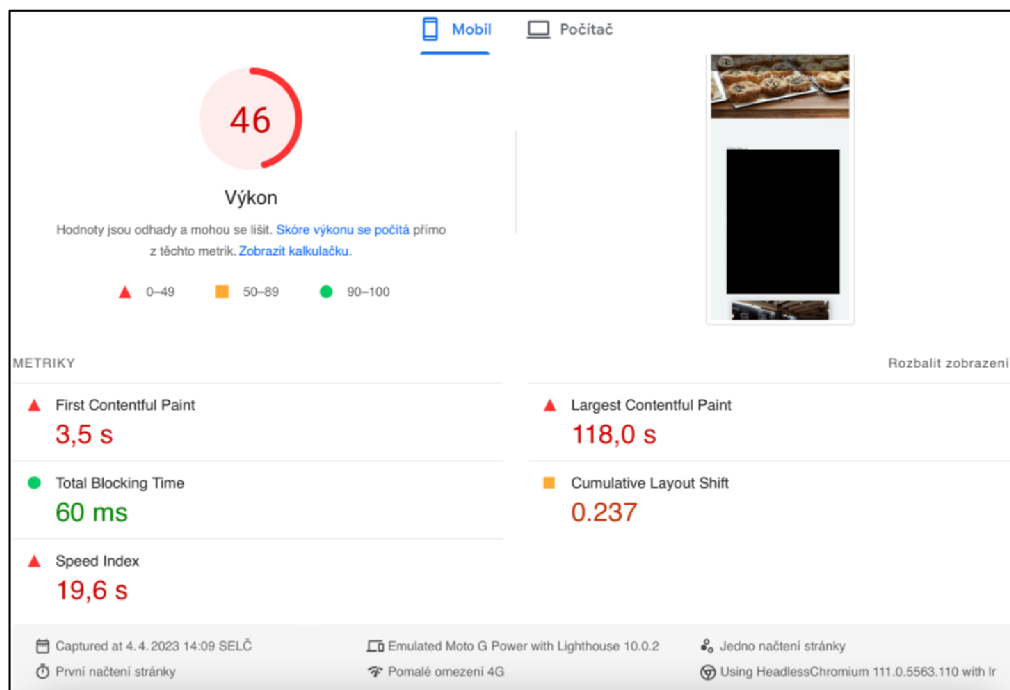 Mobil
Počítač
46
Výkon
Hodnoty jsou odhady a mohou se lišit. Skóre výkonu se počítá přímo
z těchto metrik. Zobrazit kalkulačku.
0–49
50–89
90–100
METRIKY
Rozbalit zobrazení
First Contentful Paint
3,5 s
Largest Contentful Paint
118,0 s
Total Blocking Time
60 ms
Cumulative Layout Shift
0.237
Speed Index
19,6 s
Captured at 4. 4. 2023 14:09 SELČ
Emulated Moto G Power with Lighthouse 10.0.2
Jedno načtení stránky
První načtení stránky
Pomalé omezení 4G
Using HeadlessChromium 111.0.5563.110 with lr